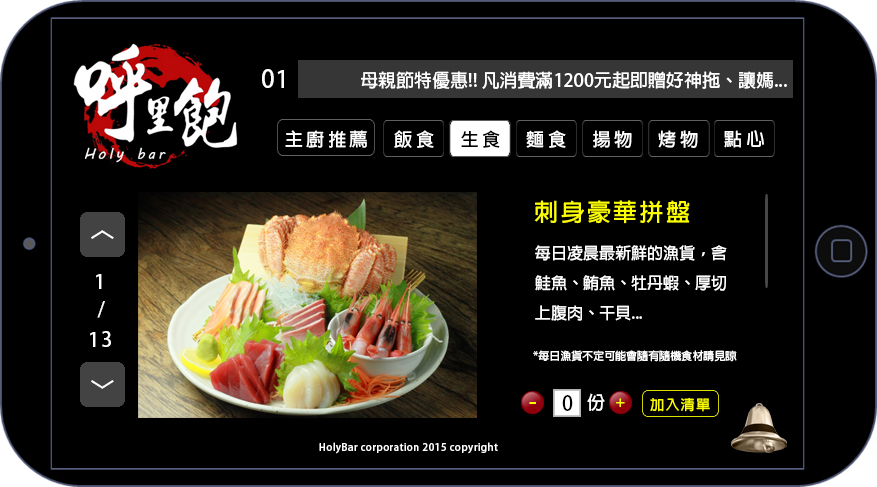 呼里飽
Holy bar
01
母親節特優惠!! 凡消費滿1200元起即贈好神拖、讓媽...
主廚推薦
飯食
生食
麵食
揚物
烤物
點心
1
/
13
刺身豪華拼盤
每日凌晨最新鮮的漁貨，含
鮭魚、鮪魚、牡丹蝦、厚切
上腹肉、干貝...
*每日漁貨不定可能會隨有隨機食材請見諒
- 0 份 + 加入清單
HolyBar corporation 2015 copyright